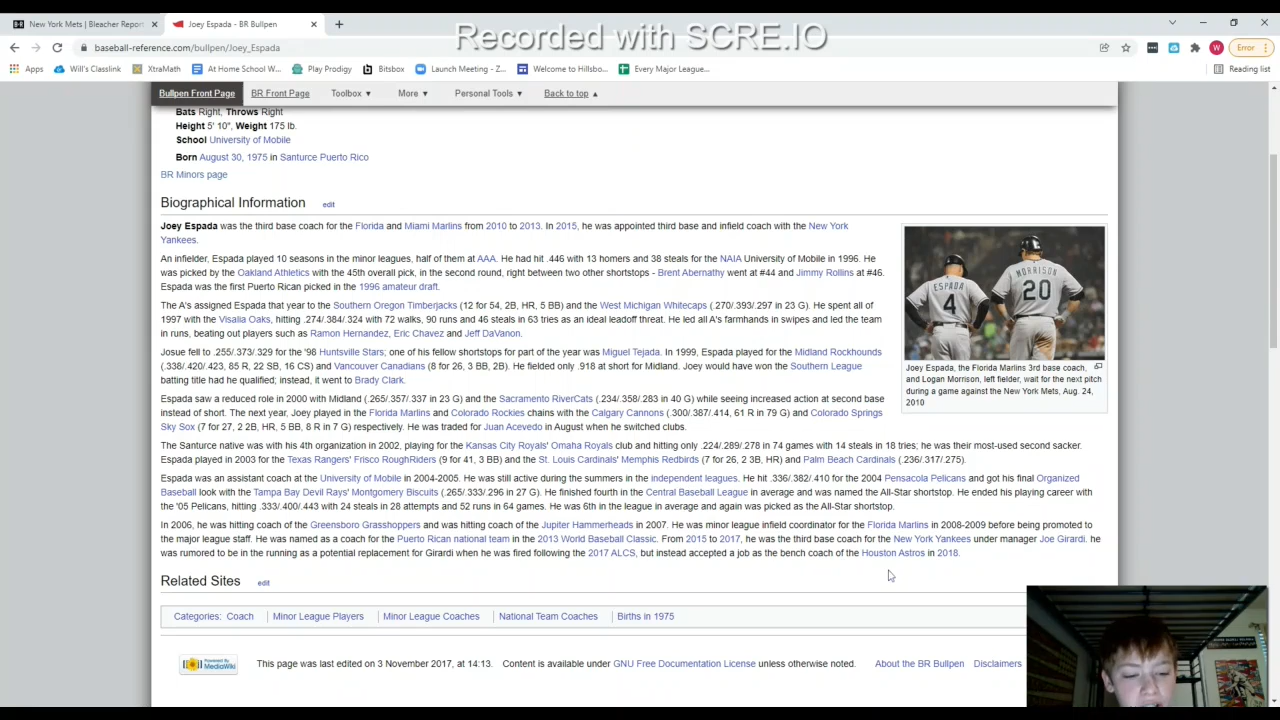 New York Mets | Bleacher Report
Joey Espada - BR Bullpen
Recorded with SCRE.IO
baseball-reference.com/bullpen/Joey_Espada
Error
Apps
Will's Classlink
XtraMath
At Home School W...
Play Prodigy
Bitsbox
Launch Meeting - Z...
Welcome to Hillsbo...
Every Major League...
Reading list
Bullpen Front Page
BR Front Page
Toolbox ▼
More ▼
Personal Tools ▼
Back to top ▲
Bats Right, Throws Right
Height 5' 10", Weight 175 lb.
School University of Mobile
Born August 30, 1975 in Santurce Puerto Rico
BR Minors page
Biographical Information edit
Joey Espada was the third base coach for the Florida and Miami Marlins from 2010 to 2013. In 2015, he was appointed third base and infield coach with the New York
Yankees.
An infielder, Espada played 10 seasons in the minor leagues, half of them at AAA. He had hit .446 with 13 homers and 38 steals for the NAIA University of Mobile in 1996. He
was picked by the Oakland Athletics with the 45th overall pick, in the second round, right between two other shortstops - Brent Abernathy went at #44 and Jimmy Rollins at #46.
Espada was the first Puerto Rican picked in the 1996 amateur draft.
The A's assigned Espada that year to the Southern Oregon Timberjacks (12 for 54, 2B, HR, 5 BB) and the West Michigan Whitecaps (.270/.393/.297 in 23 G). He spent all of
1997 with the Visalia Oaks, hitting .274/.384/.324 with 72 walks, 90 runs and 46 steals in 63 tries as an ideal leadoff threat. He led all A's farmhands in swipes and led the team
in runs, beating out players such as Ramon Hernandez, Eric Chavez and Jeff DaVanon.
Josue fell to .255/.373/.329 for the '98 Huntsville Stars; one of his fellow shortstops for part of the year was Miguel Tejada. In 1999, Espada played for the Midland Rockhounds
(.338/.420/.423, 85 R, 22 SB, 16 CS) and Vancouver Canadians (8 for 26, 3 BB, 2B). He fielded only .918 at short for Midland. Joey would have won the Southern League
batting title had he qualified; instead, it went to Brady Clark.
Espada saw a reduced role in 2000 with Midland (.265/.357/.337 in 23 G) and the Sacramento RiverCats (.234/.358/.283 in 40 G) while seeing increased action at second base
instead of short. The next year, Joey played in the Florida Marlins and Colorado Rockies chains with the Calgary Cannons (.300/.387/.414, 61 R in 79 G) and Colorado Springs
Sky Sox (7 for 27, 2 2B, HR, 5 BB, 8 R in 7 G) respectively. He was traded for Juan Acevedo in August when he switched clubs.
The Santurce native was with his 4th organization in 2002, playing for the Kansas City Royals' Omaha Royals club and hitting only .224/.289/.278 in 74 games with 14 steals in 18 tries; he was their most-used second sacker.
Espada played in 2003 for the Texas Rangers' Frisco RoughRiders (9 for 41, 3 BB) and the St. Louis Cardinals' Memphis Redbirds (7 for 26, 2 3B, HR) and Palm Beach Cardinals (.236/.317/.275).
Espada was an assistant coach at the University of Mobile in 2004-2005. He was still active during the summers in the independent leagues. He hit .336/.382/.410 for the 2004 Pensacola Pelicans and got his final Organized
Baseball look with the Tampa Bay Devil Rays' Montgomery Biscuits (.265/.333/.296 in 27 G). He finished fourth in the Central Baseball League in average and was named the All-Star shortstop. He ended his playing career with
the '05 Pelicans, hitting .333/.400/.443 with 24 steals in 28 attempts and 52 runs in 64 games. He was 6th in the league in average and again was picked as the All-Star shortstop.
In 2006, he was hitting coach of the Greensboro Grasshoppers and was hitting coach of the Jupiter Hammerheads in 2007. He was minor league infield coordinator for the Florida Marlins in 2008-2009 before being promoted to
the major league staff. He was named as a coach for the Puerto Rican national team in the 2013 World Baseball Classic. From 2015 to 2017, he was the third base coach for the New York Yankees under manager Joe Girardi. he
was rumored to be in the running as a potential replacement for Girardi when he was fired following the 2017 ALCS, but instead accepted a job as the bench coach of the Houston Astros in 2018.
ESPADA
4
MORRISON
20
Joey Espada, the Florida Marlins 3rd base coach,
and Logan Morrison, left fielder, wait for the next pitch
during a game against the New York Mets, Aug. 24,
2010
Related Sites edit
Categories: Coach | Minor League Players | Minor League Coaches | National Team Coaches | Births in 1975
Powered By
MediaWiki
This page was last edited on 3 November 2017, at 14:13. Content is available under GNU Free Documentation License unless otherwise noted. About the BR Bullpen Disclaimers